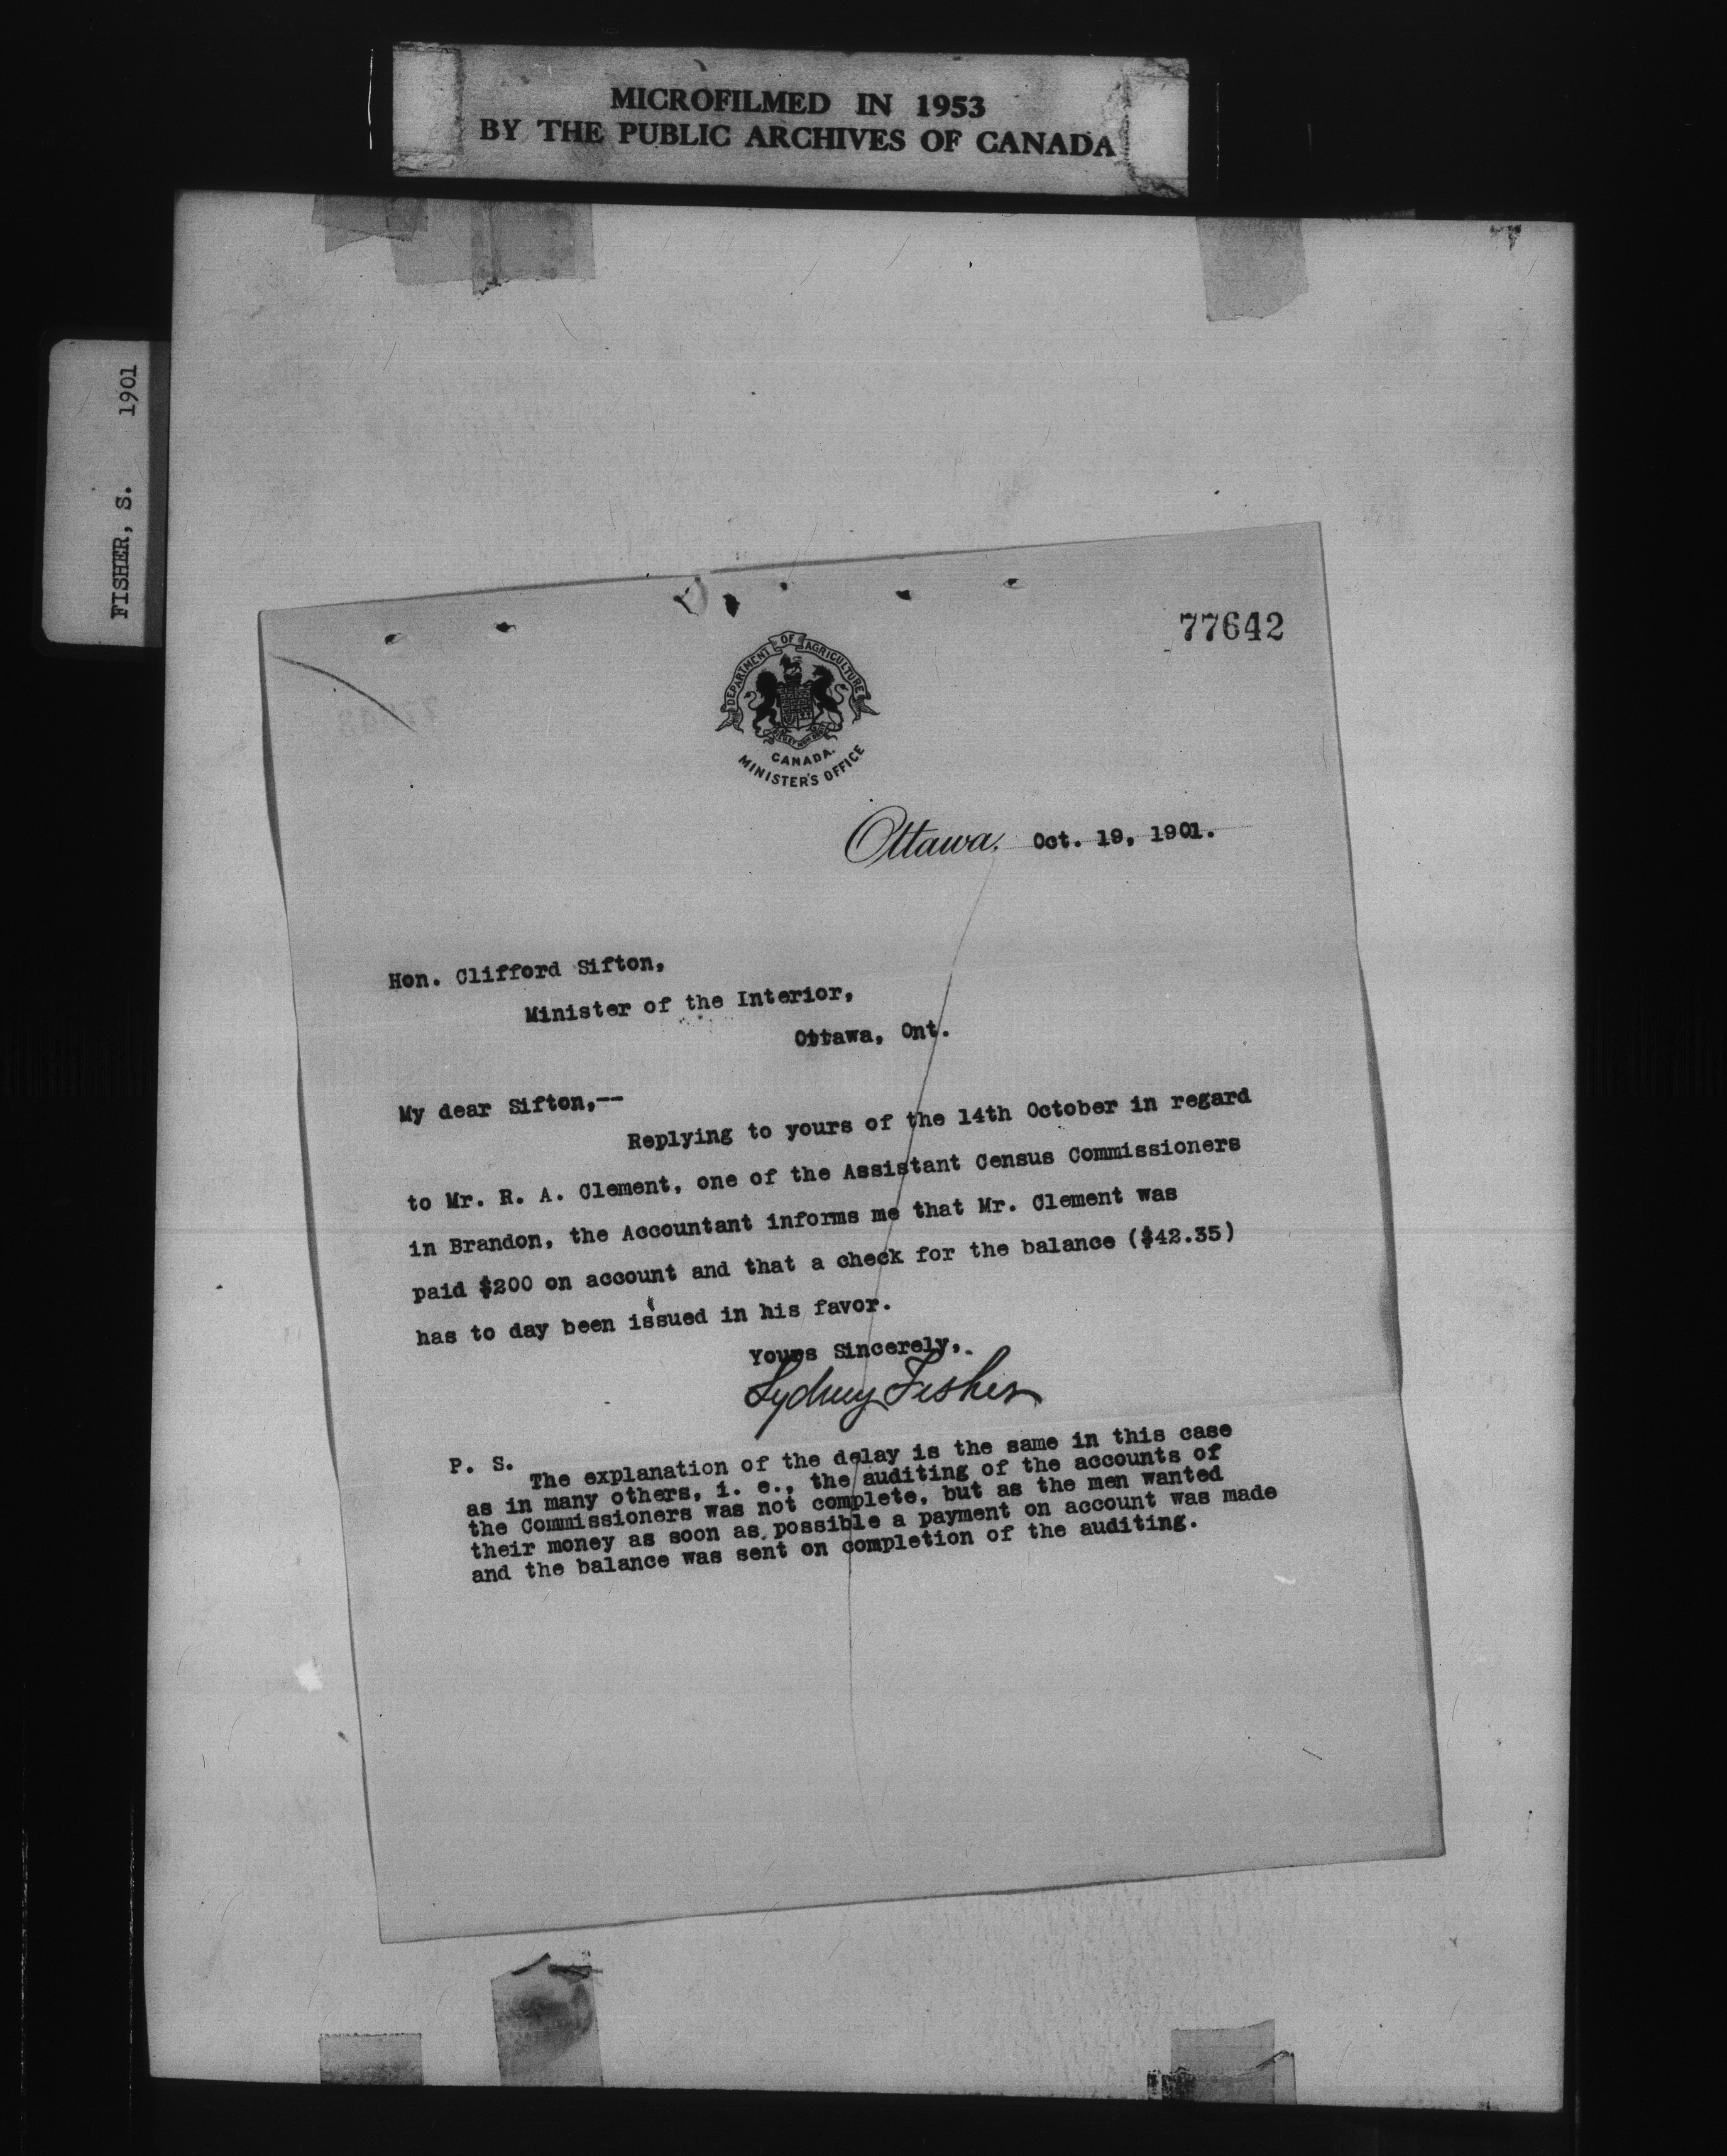 MICROFILMED IN 1953
BY THE PUBLIC ARCHIVES OF CANADA
FISHER, S. 1901
77642
DEPARTMENT OF AGRICULTURE
CANADA.
MINISTER'S OFFICE
Ottawa, Oct. 19, 1901.
Hon. Clifford Sifton,
Minister of the Interior,
Ottawa, Ont.
My dear Sifton,--
Replying to yours of the 14th October in regard
to Mr. R. A. Clement, one of the Assistant Census Commissioners
in Brandon, the Accountant informs me that Mr. Clement was
paid $200 on account and that a check for the balance ($42.35)
has to day been issued in his favor.
Yours Sincerely,
Sydney Fisher
P. S.
The explanation of the delay is the same in this case
as in many others, i. e., the auditing of the accounts of
the Commissioners was not complete, but as the men wanted
their money as soon as possible a payment on account was made
and the balance was sent on completion of the auditing.